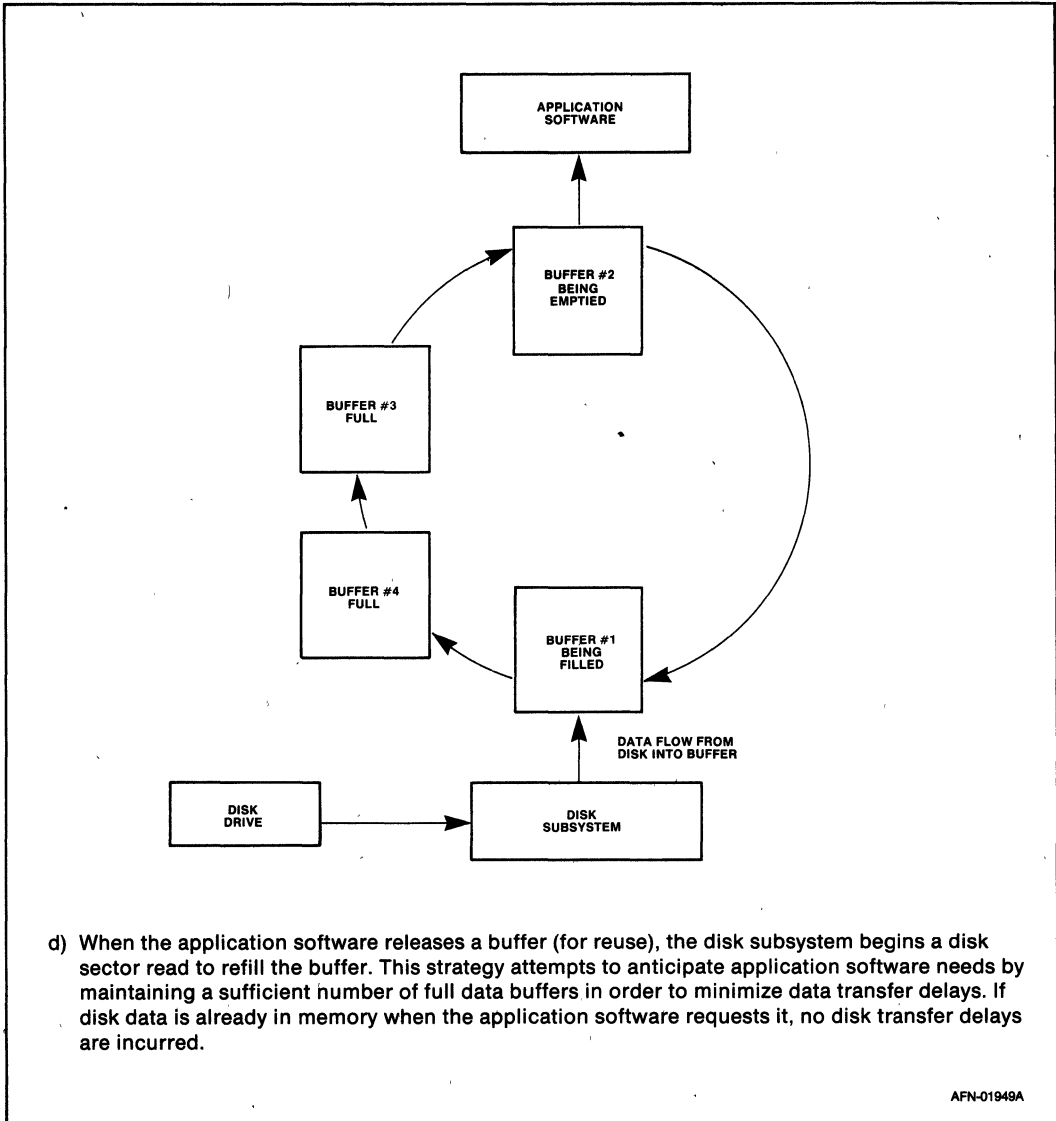 APPLICATION
SOFTWARE
BUFFER #2
BEING
EMPTIED
BUFFER #3
FULL
BUFFER #4
FULL
BUFFER #1
BEING
FILLED
DATA FLOW FROM
DISK INTO BUFFER
DISK
DRIVE
DISK
SUBSYSTEM
d) When the application software releases a buffer (for reuse), the disk subsystem begins a disk
sector read to refill the buffer. This strategy attempts to anticipate application software needs by
maintaining a sufficient number of full data buffers in order to minimize data transfer delays. If
disk data is already in memory when the application software requests it, no disk transfer delays
are incurred.
AFN-01949A